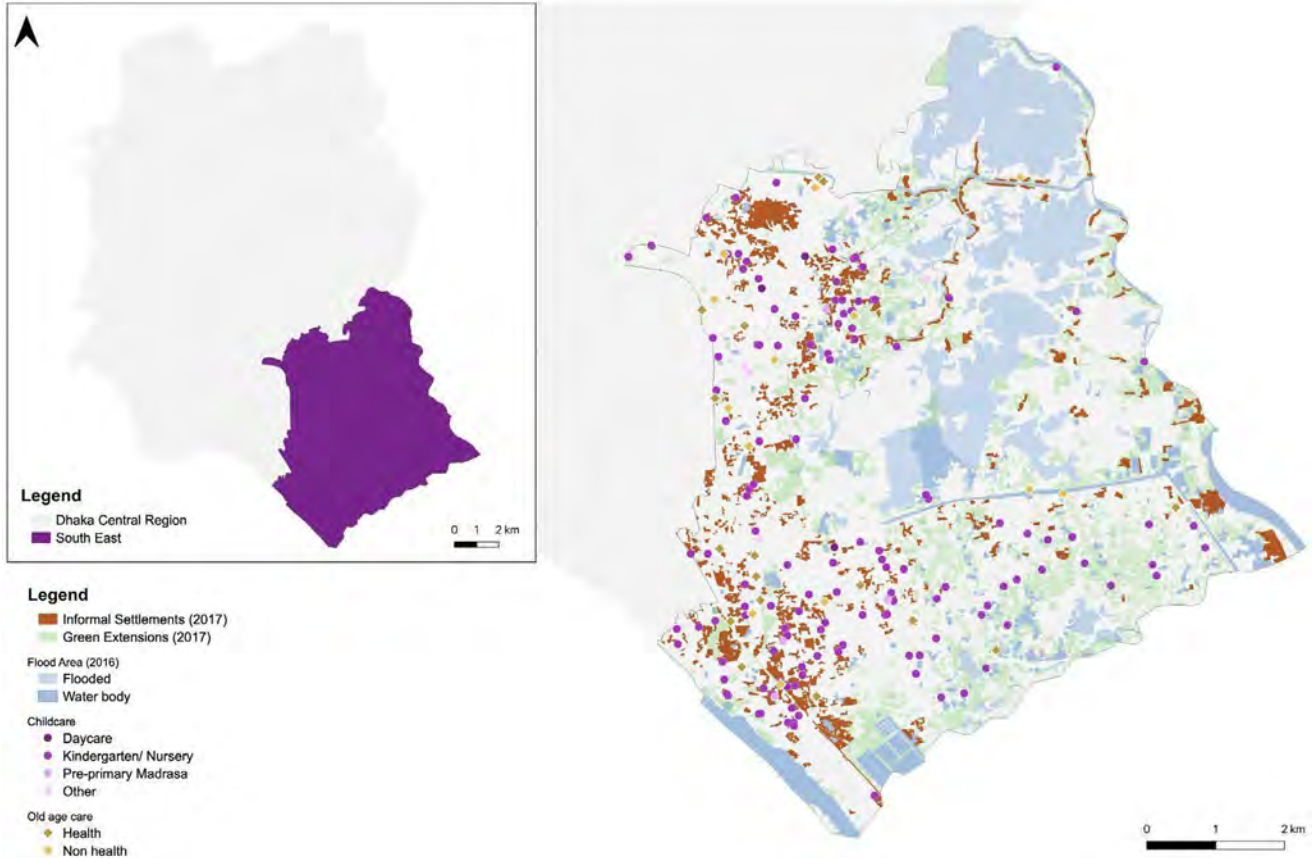 Legend
Dhaka Central Region
South East
0 1 2 km
Legend
Informal Settlements (2017)
Green Extensions (2017)
Flood Area (2016)
Flooded
Water body
Childcare
Daycare
Kindergarten/ Nursery
Pre-primary Madrasa
Other
Old age care
Health
Non health
0 1 2 km